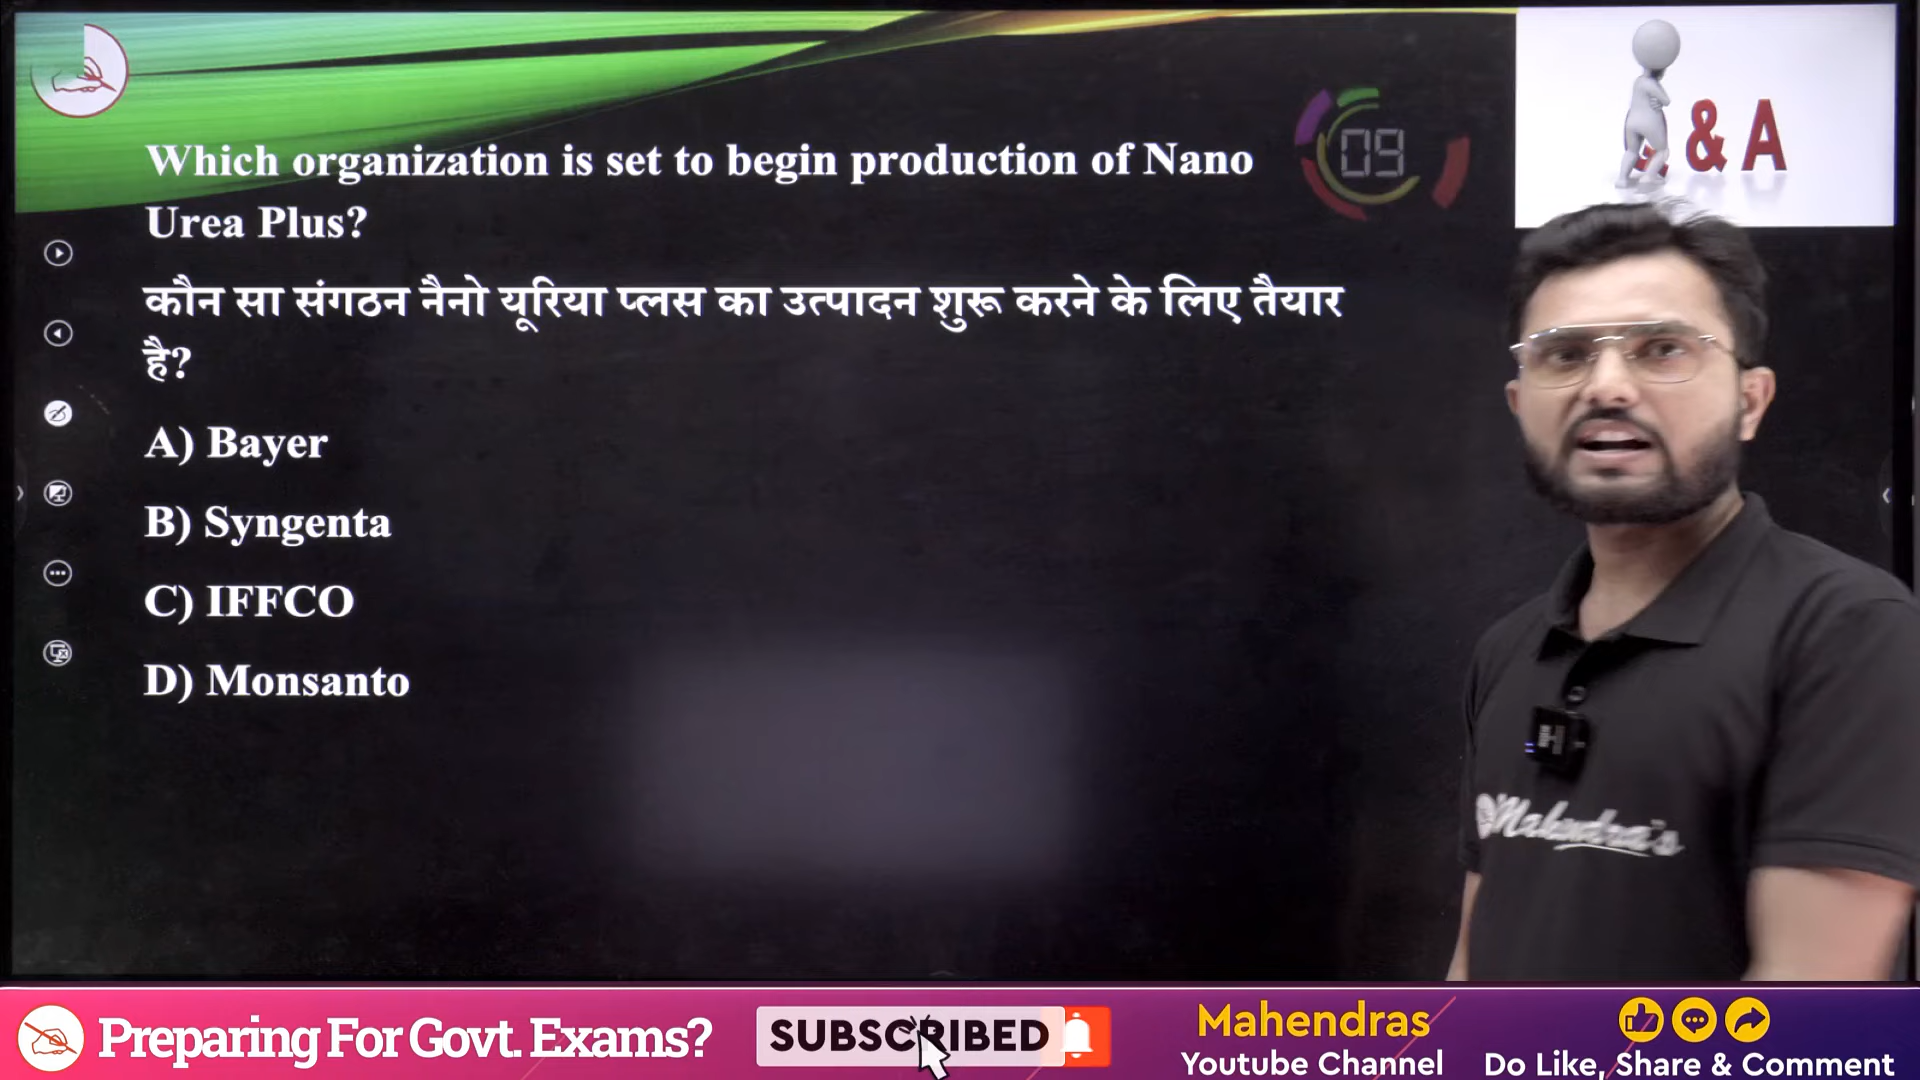 Which organization is set to begin production of Nano
Urea Plus?
09
& A
कौन सा संगठन नैनो यूरिया प्लस का उत्पादन शुरू करने के लिए तैयार
है?
A) Bayer
B) Syngenta
C) IFFCO
D) Monsanto
Mahendra's
Preparing For Govt. Exams?
SUBSCRIBED
Mahendras
Youtube Channel
Do Like, Share & Comment